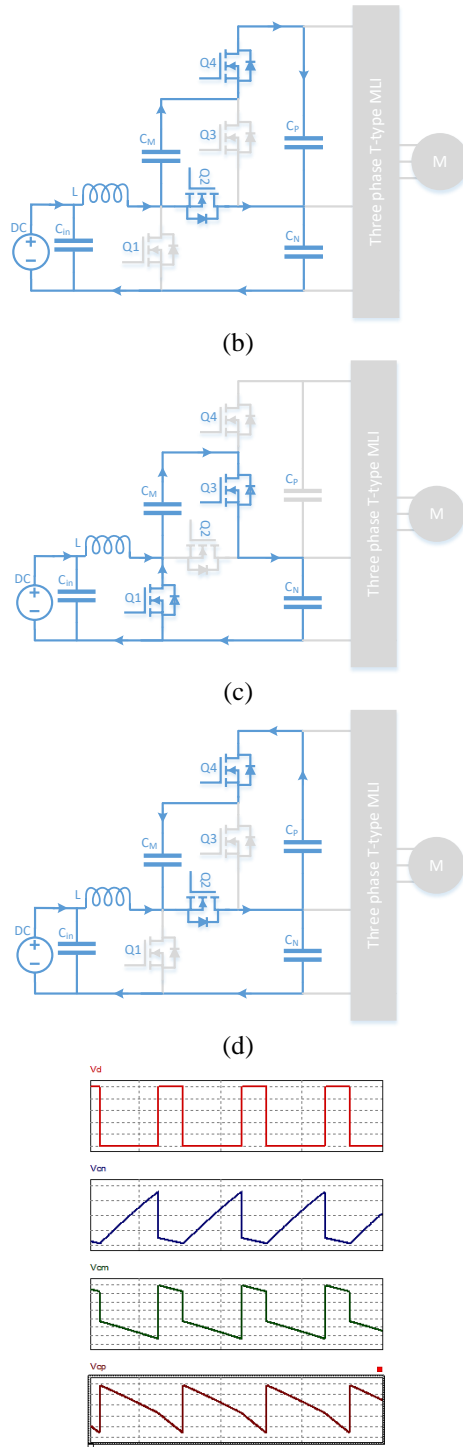 Q4
Three phase T-type MLI
CM
Q3
CP
M
L
Q2
DC
Cin
Q1
CN
(b)
Q4
Three phase T-type MLI
CM
Q3
CP
M
L
Q2
DC
Cin
Q1
CN
(c)
Q4
Three phase T-type MLI
CM
Q3
CP
M
L
Q2
DC
Cin
Q1
CN
(d)
Vd
Vcn
Vcm
Vcp